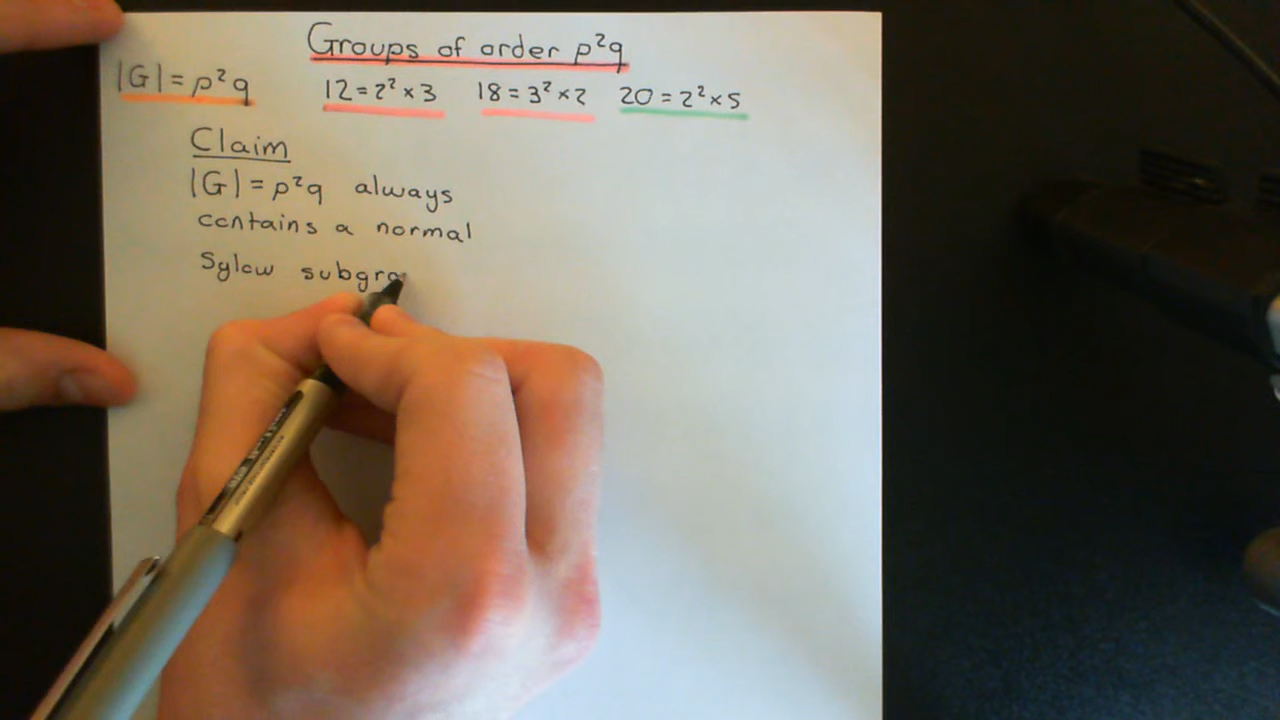 Groups of order p²q
|G| = p²q 12 = 2² × 3 18 = 3² × 2 20 = 2² × 5
Claim
|G| = p²q always
contains a normal
Sylow subgro